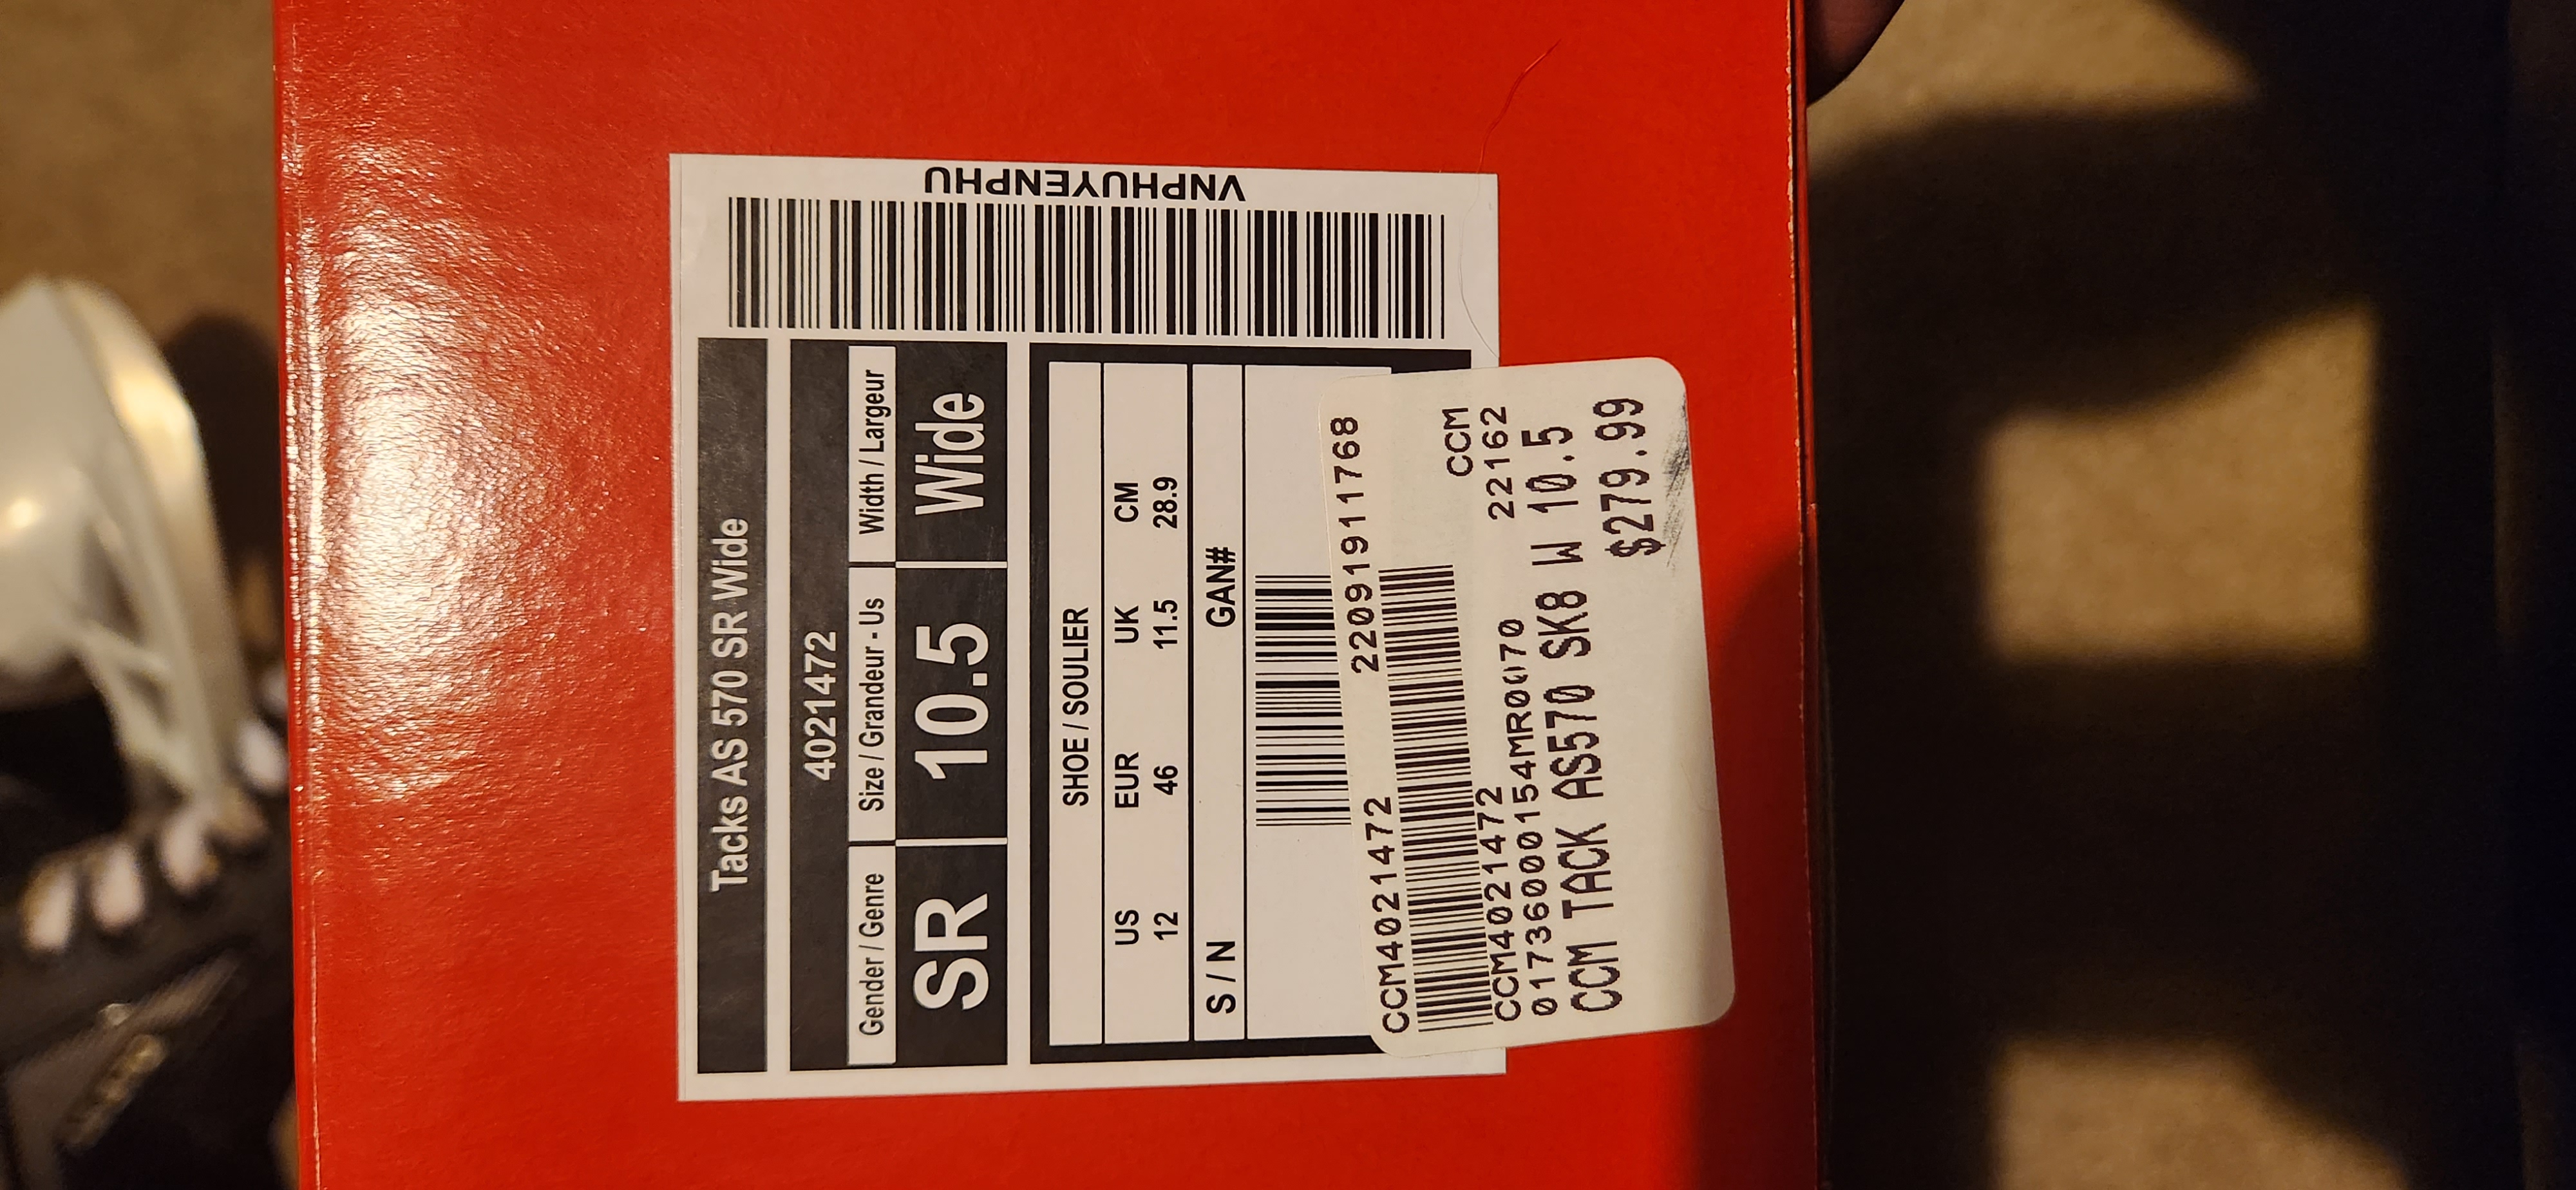 Tacks AS 570 SR Wide
4021472
Gender / Genre Size / Grandeur - Us Width / Largeur
SR 10.5 Wide
SHOE / SOULIER
US EUR UK CM
12 46 11.5 28.9
S / N GAN#
VNPHUYENPHU
CCM4021472 220919191911768
CCM
CCM4021472 22162
CCM TACK AS570 SK8 W 10.5
$279.99